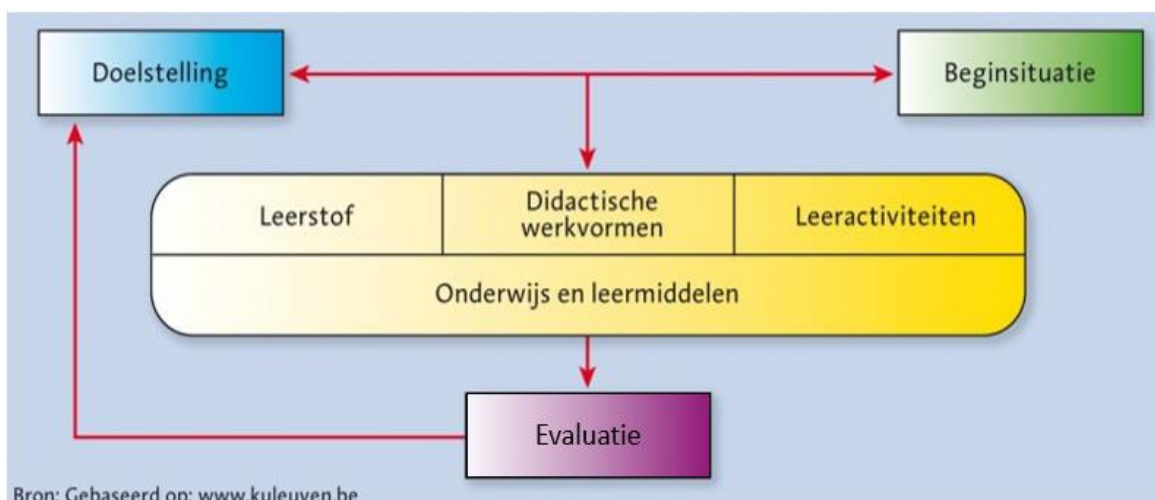 Doelstelling
Beginsituatie
Leerstof
Didactische
werkvormen
Leeractiviteiten
Onderwijs en leermiddelen
Evaluatie
Bron: Gebaseerd op: www.kuleuven.be